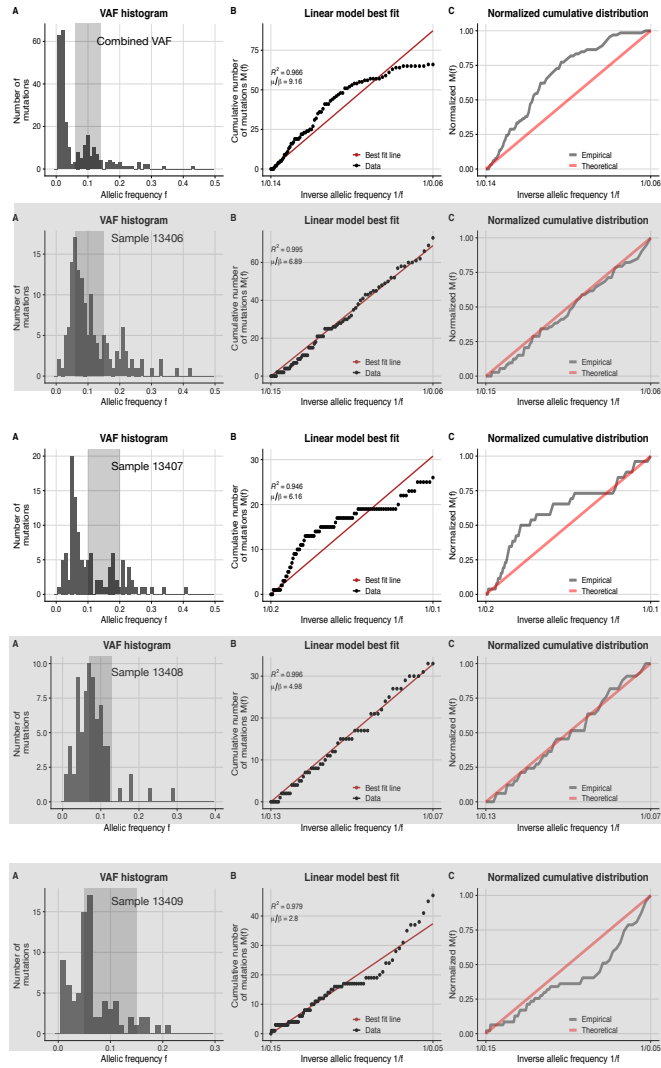 A
VAF histogram
Combined VAF
Number of
mutations
60
40
20
0
0.0
0.1
0.2
0.3
0.4
0.5
Allelic frequency f
B
Linear model best fit
R² = 0.966
μ/β = 9.16
Cumulative number
of mutations M(f)
75
50
25
0
Best fit line
Data
1/0.14
1/0.06
Inverse allelic frequency 1/f
C
Normalized cumulative distribution
Normalized M(f)
1.00
0.75
0.50
0.25
0.00
Empirical
Theoretical
1/0.14
1/0.06
Inverse allelic frequency 1/f
A
VAF histogram
Sample 13406
Number of
mutations
15
10
5
0
0.0
0.1
0.2
0.3
0.4
0.5
Allelic frequency f
B
Linear model best fit
R² = 0.995
μ/β = 6.89
Cumulative number
of mutations M(f)
60
40
20
0
Best fit line
Data
1/0.15
1/0.06
Inverse allelic frequency 1/f
C
Normalized cumulative distribution
Normalized M(f)
1.00
0.75
0.50
0.25
0.00
Empirical
Theoretical
1/0.15
1/0.06
Inverse allelic frequency 1/f
A
VAF histogram
Sample 13407
Number of
mutations
20
15
10
5
0
0.0
0.1
0.2
0.3
0.4
0.5
Allelic frequency f
B
Linear model best fit
R² = 0.946
μ/β = 6.16
Cumulative number
of mutations M(f)
30
20
10
0
Best fit line
Data
1/0.2
1/0.1
Inverse allelic frequency 1/f
C
Normalized cumulative distribution
Normalized M(f)
1.00
0.75
0.50
0.25
0.00
Empirical
Theoretical
1/0.2
1/0.1
Inverse allelic frequency 1/f
A
VAF histogram
Sample 13408
Number of
mutations
10.0
7.5
5.0
2.5
0.0
0.0
0.1
0.2
0.3
0.4
Allelic frequency f
B
Linear model best fit
R² = 0.996
μ/β = 4.98
Cumulative number
of mutations M(f)
30
20
10
0
Best fit line
Data
1/0.13
1/0.07
Inverse allelic frequency 1/f
C
Normalized cumulative distribution
Normalized M(f)
1.00
0.75
0.50
0.25
0.00
Empirical
Theoretical
1/0.13
1/0.07
Inverse allelic frequency 1/f
A
VAF histogram
Sample 13409
Number of
mutations
15
10
5
0
0.0
0.1
0.2
0.3
Allelic frequency f
B
Linear model best fit
R² = 0.979
μ/β = 2.8
Cumulative number
of mutations M(f)
40
30
20
10
0
Best fit line
Data
1/0.15
1/0.05
Inverse allelic frequency 1/f
C
Normalized cumulative distribution
Normalized M(f)
1.00
0.75
0.50
0.25
0.00
Empirical
Theoretical
1/0.15
1/0.05
Inverse allelic frequency 1/f